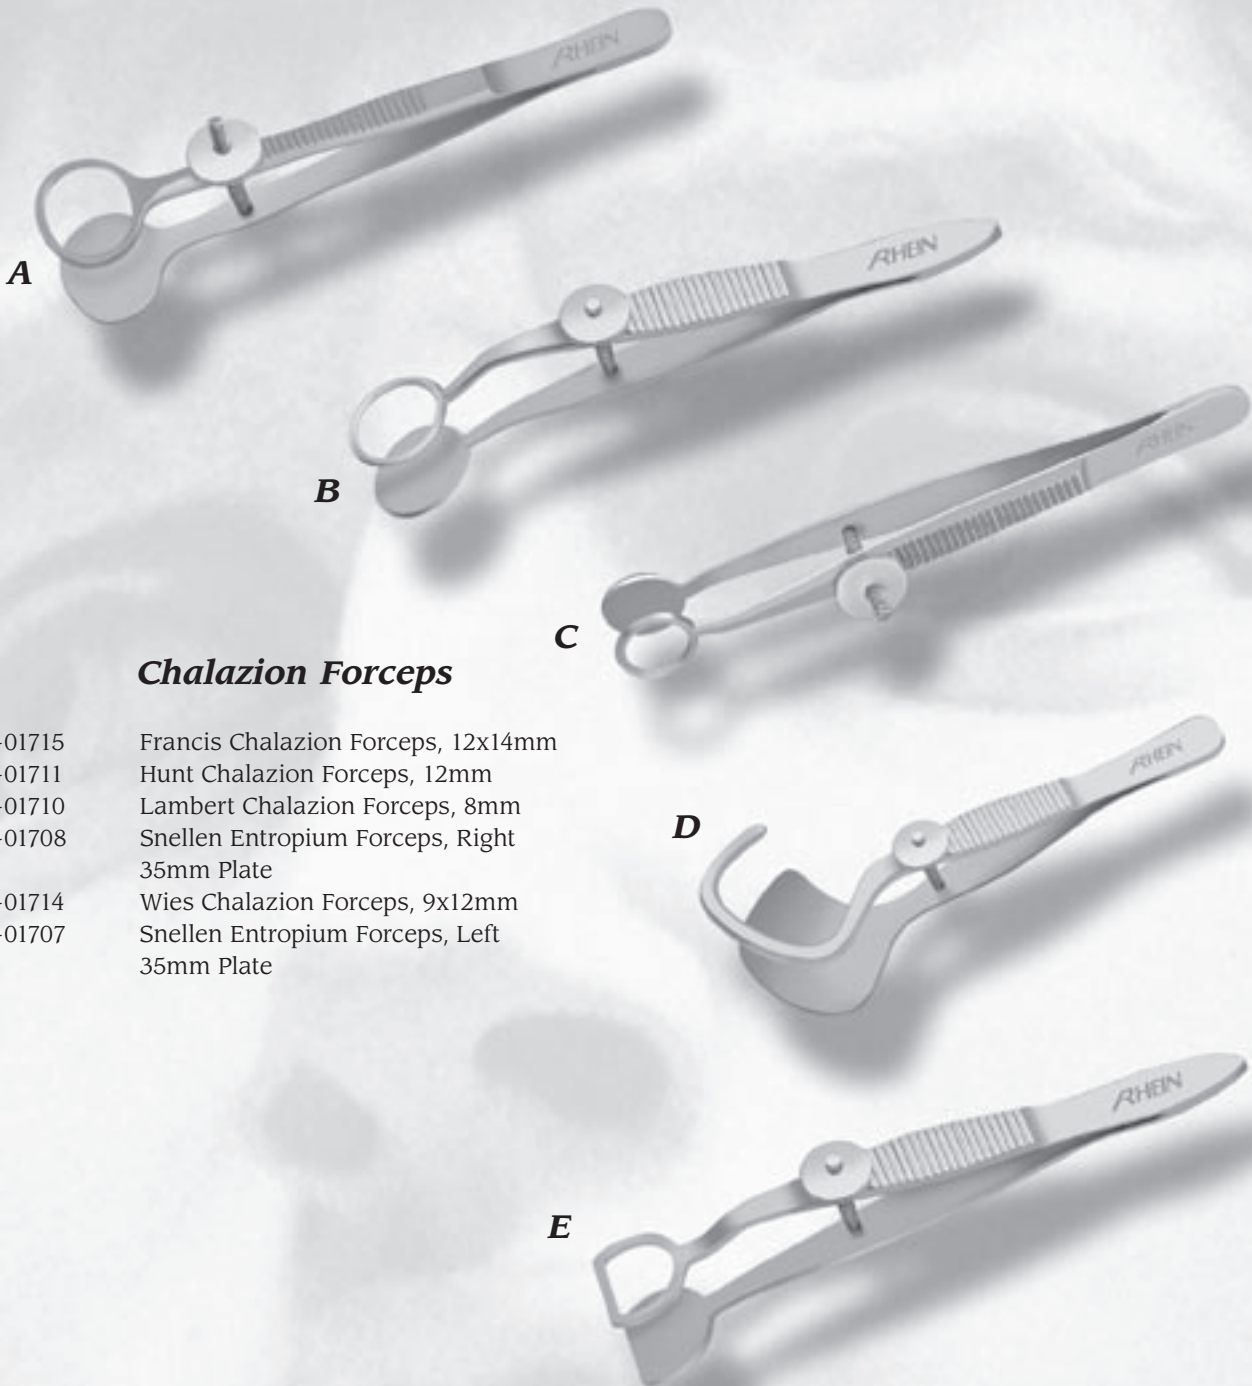 RHEIN
A
RHEIN
B
RHEIN
C
Chalazion Forceps
-01715 Francis Chalazion Forceps, 12x14mm
-01711 Hunt Chalazion Forceps, 12mm
-01710 Lambert Chalazion Forceps, 8mm
-01708 Snellen Entropium Forceps, Right
35mm Plate
-01714 Wies Chalazion Forceps, 9x12mm
-01707 Snellen Entropium Forceps, Left
35mm Plate
RHEIN
D
RHEIN
E